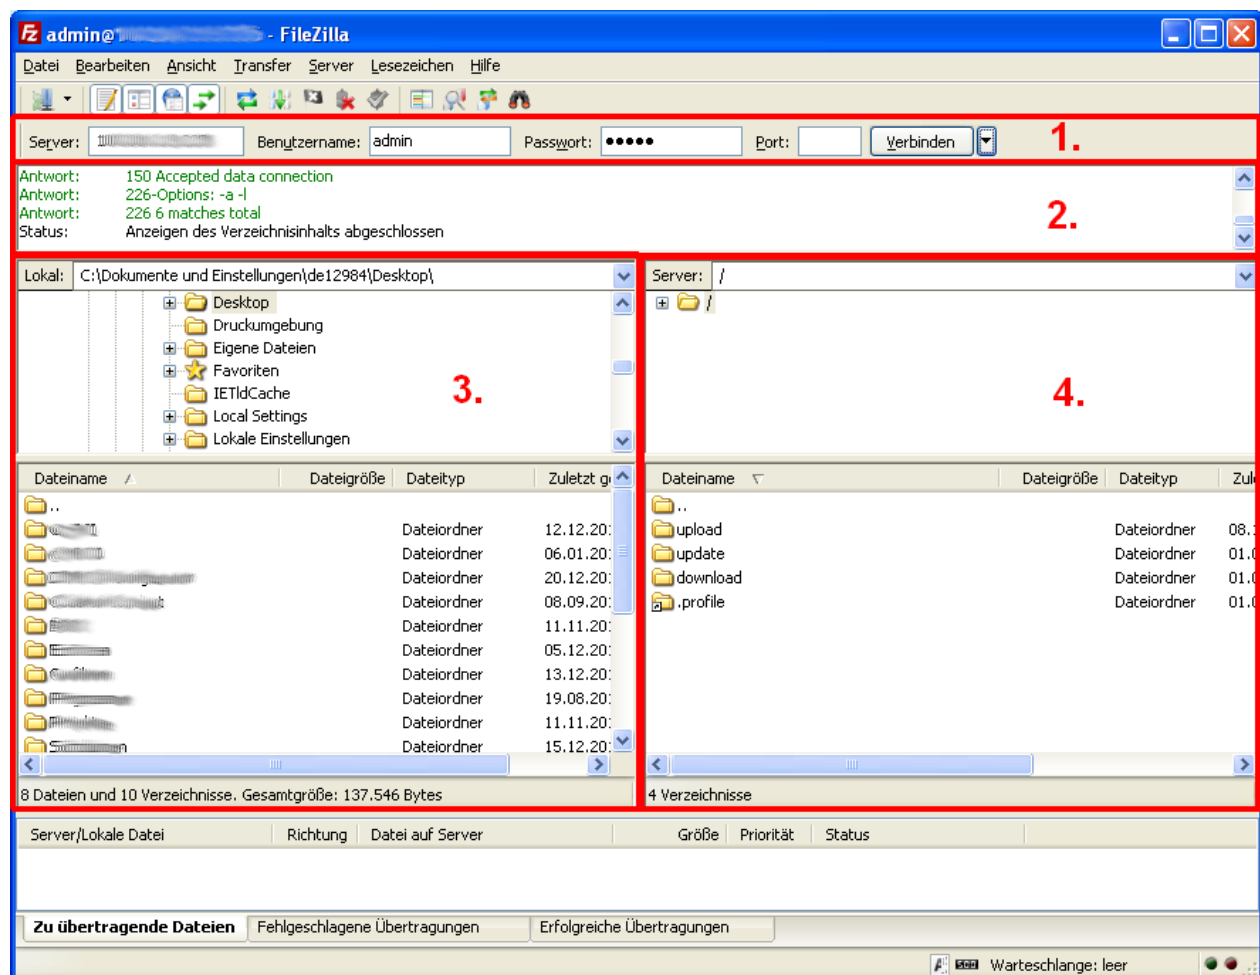 admin@ - FileZilla
Datei Bearbeiten Ansicht Transfer Server Lesezeichen Hilfe
Server: Benutzername: admin Passwort: ●●●●● Port: Verbinden 1.
Antwort: 150 Accepted data connection
Antwort: 226-Options: -a -l
Antwort: 226 6 matches total
Status: Anzeigen des Verzeichnisinhalts abgeschlossen
2.
Lokal: C:\Dokumente und Einstellungen\de12984\Desktop\
Desktop
Druckumgebung
Eigene Dateien
Favoriten
IETldCache
Local Settings
Lokale Einstellungen
3.
Dateiname Dateigröße Dateityp Zuletzt g
..
Dateiordner 12.12.20
Dateiordner 06.01.20
Dateiordner 20.12.20
Dateiordner 08.09.20
Dateiordner 11.11.20
Dateiordner 05.12.20
Dateiordner 13.12.20
Dateiordner 19.08.20
Dateiordner 11.11.20
Dateiordner 15.12.20
8 Dateien und 10 Verzeichnisse. Gesamtgröße: 137.546 Bytes
Server: /
/
4.
Dateiname Dateigröße Dateityp Zul
..
upload Dateiordner 08.
update Dateiordner 01.0
download Dateiordner 01.0
.profile Dateiordner 01.0
4 Verzeichnisse
Server/Lokale Datei Richtung Datei auf Server Größe Priorität Status
Zu übertragende Dateien Fehlgeschlagene Übertragungen Erfolgreiche Übertragungen
Warteschlange: leer